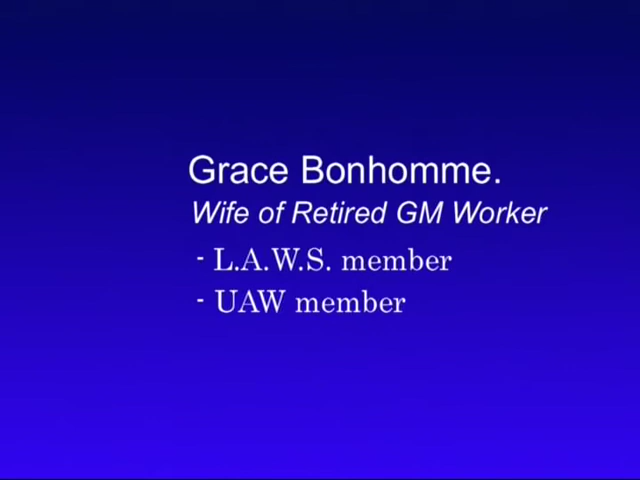 Grace Bonhomme.
Wife of Retired GM Worker
- L.A.W.S. member
- UAW member